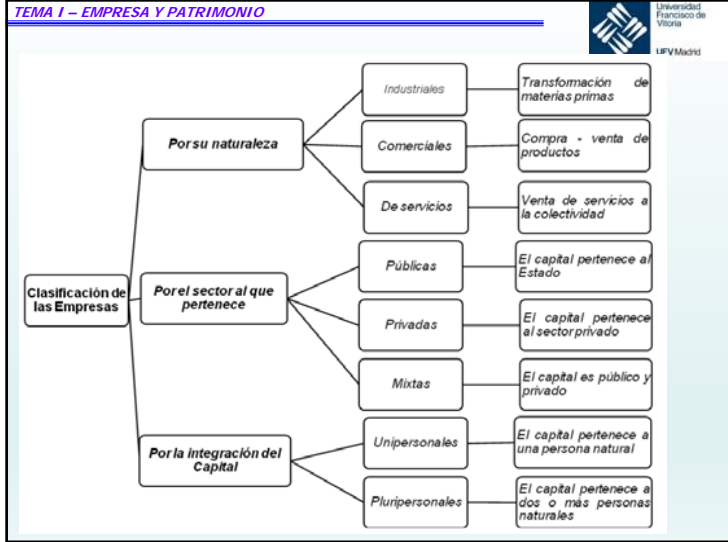 TEMA I – EMPRESA Y PATRIMONIO
Universidad
Francisco de
Vitoria
UFV Madrid
Clasificación de
las Empresas
Por su naturaleza
Industriales
Transformación de
materias primas
Comerciales
Compra - venta de
productos
De servicios
Venta de servicios a
la colectividad
Por el sector al que
pertenece
Públicas
El capital pertenece al
Estado
Privadas
El capital pertenece
al sector privado
Mixtas
El capital es público y
privado
Por la integración del
Capital
Unipersonales
El capital pertenece a
una persona natural
Pluripersonales
El capital pertenece a
dos o más personas
naturales